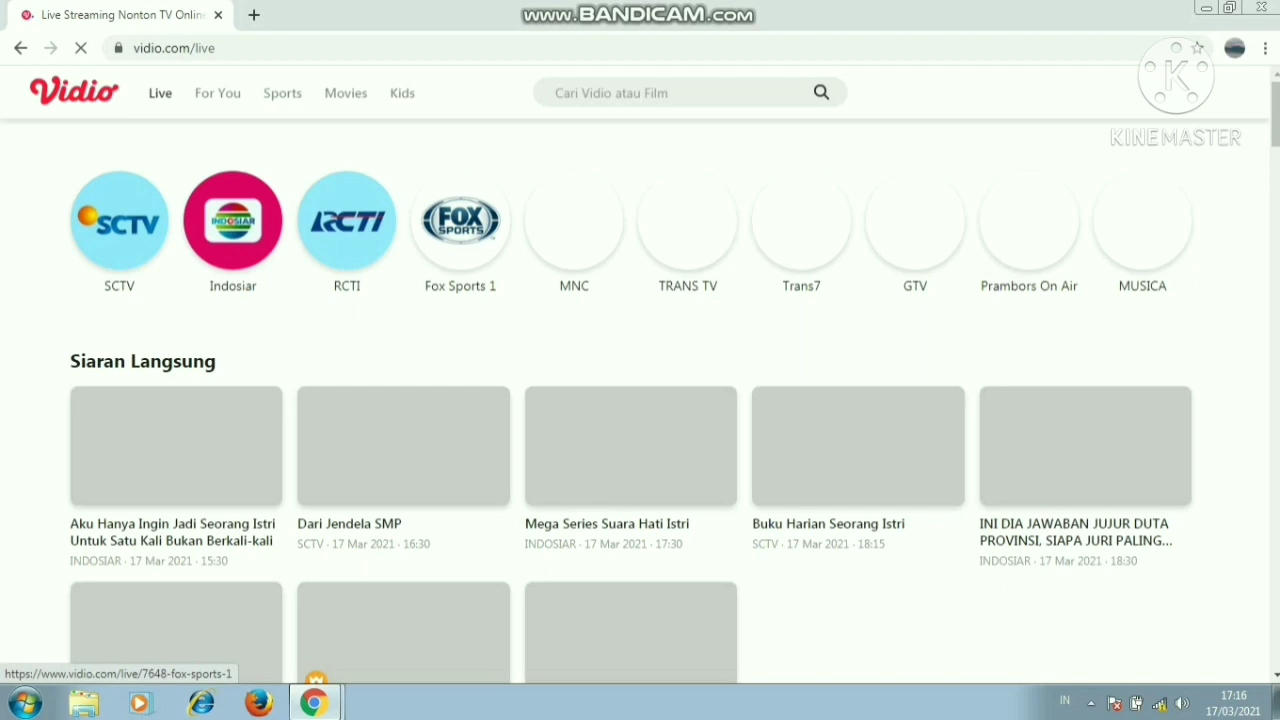 Live Streaming Nonton TV Online
www.BANDICAM.com
vidio.com/live
Vidio
Live
For You
Sports
Movies
Kids
Cari Vidio atau Film
K
KINEMASTER
SCTV
INDOSIAR
RCTI
FOX
SPORTS
SCTV
Indosiar
RCTI
Fox Sports 1
MNC
TRANS TV
Trans7
GTV
Prambors On Air
MUSICA
Siaran Langsung
Aku Hanya Ingin Jadi Seorang Istri
Untuk Satu Kali Bukan Berkali-kali
INDOSIAR · 17 Mar 2021 · 15:30
Dari Jendela SMP
SCTV · 17 Mar 2021 · 16:30
Mega Series Suara Hati Istri
INDOSIAR · 17 Mar 2021 · 17:30
Buku Harian Seorang Istri
SCTV · 17 Mar 2021 · 18:15
INI DIA JAWABAN JUJUR DUTA
PROVINSI, SIAPA JURI PALING...
INDOSIAR · 17 Mar 2021 · 18:30
https://www.vidio.com/live/7648-fox-sports-1
IN
17:16
17/03/2021